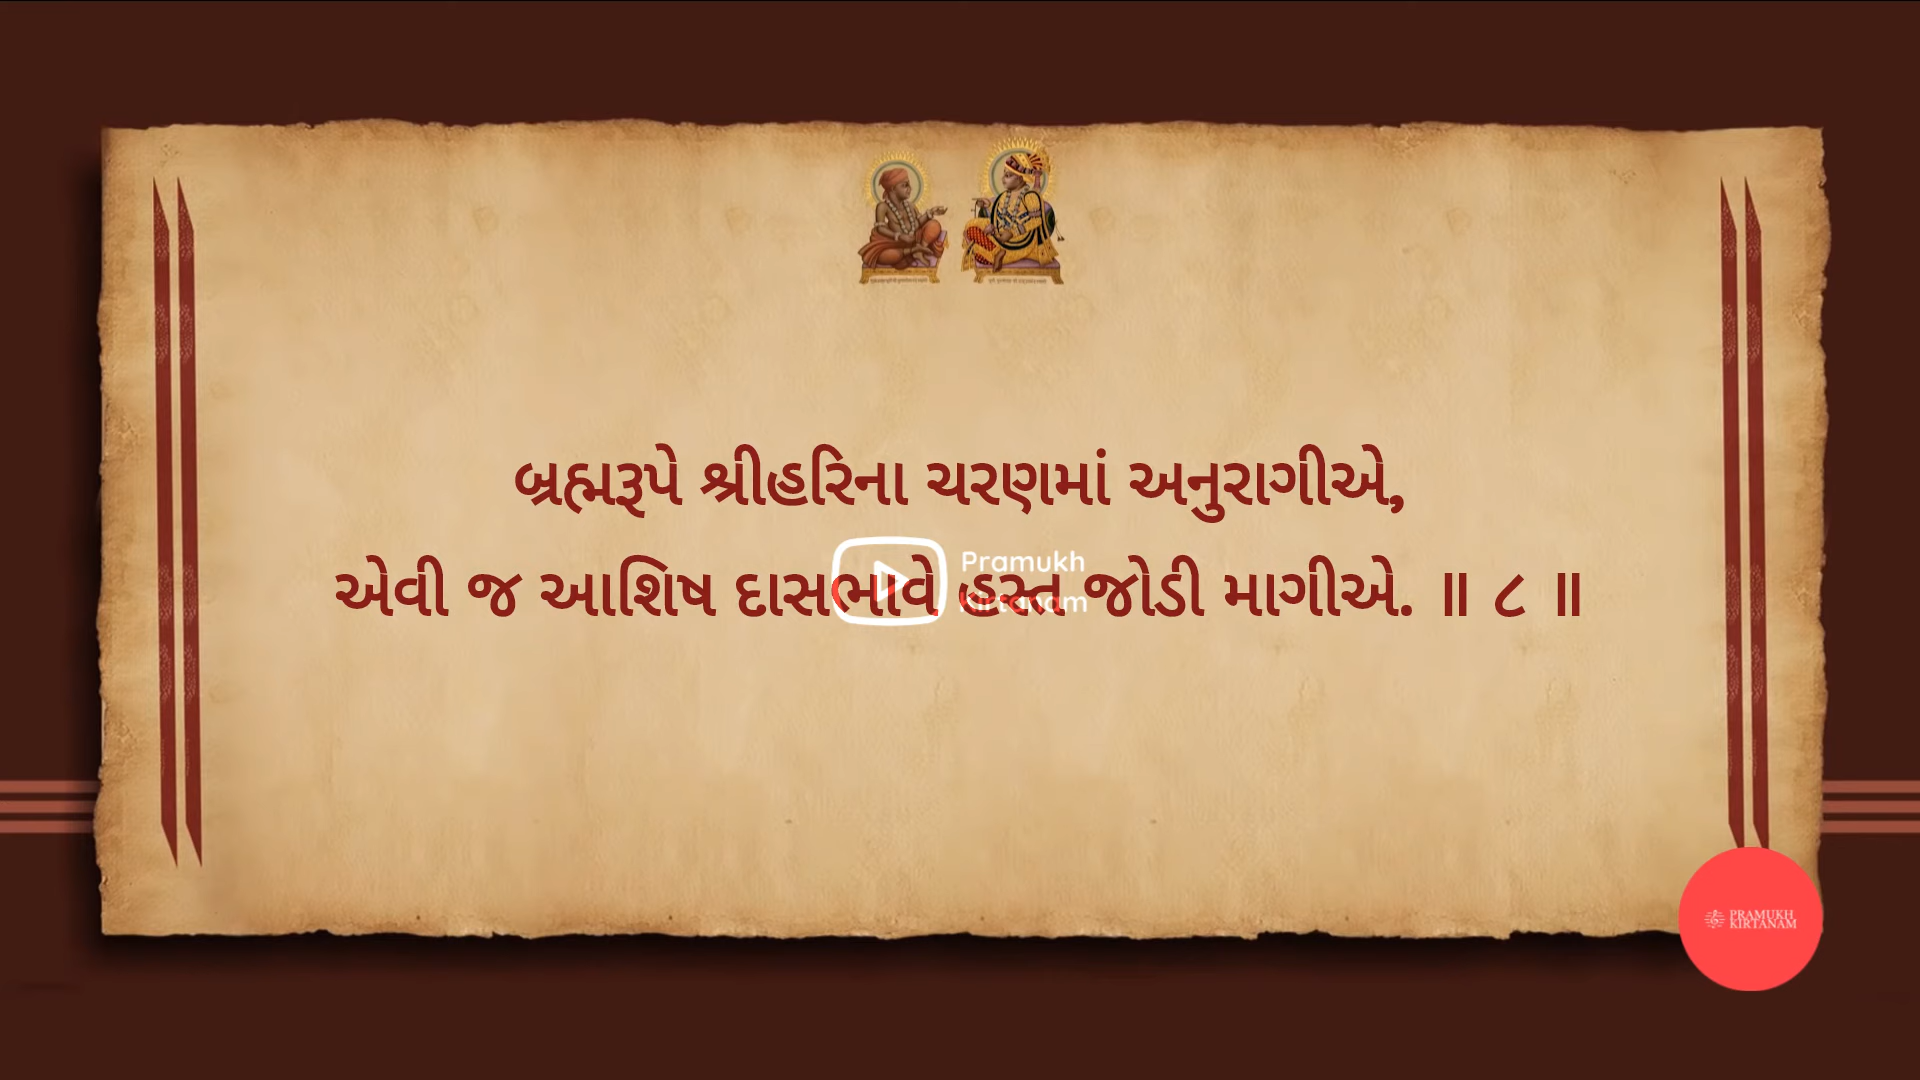 બ્રહ્મરૂપે શ્રીહરિના ચરણમાં અનુરાગીએ,
એવી જ આશિષ દાસભાવે હસ્ત જોડી માગીએ. ॥ ૮ ॥
Pramukh
Kirtanam
PRAMUKH
KIRTANAM